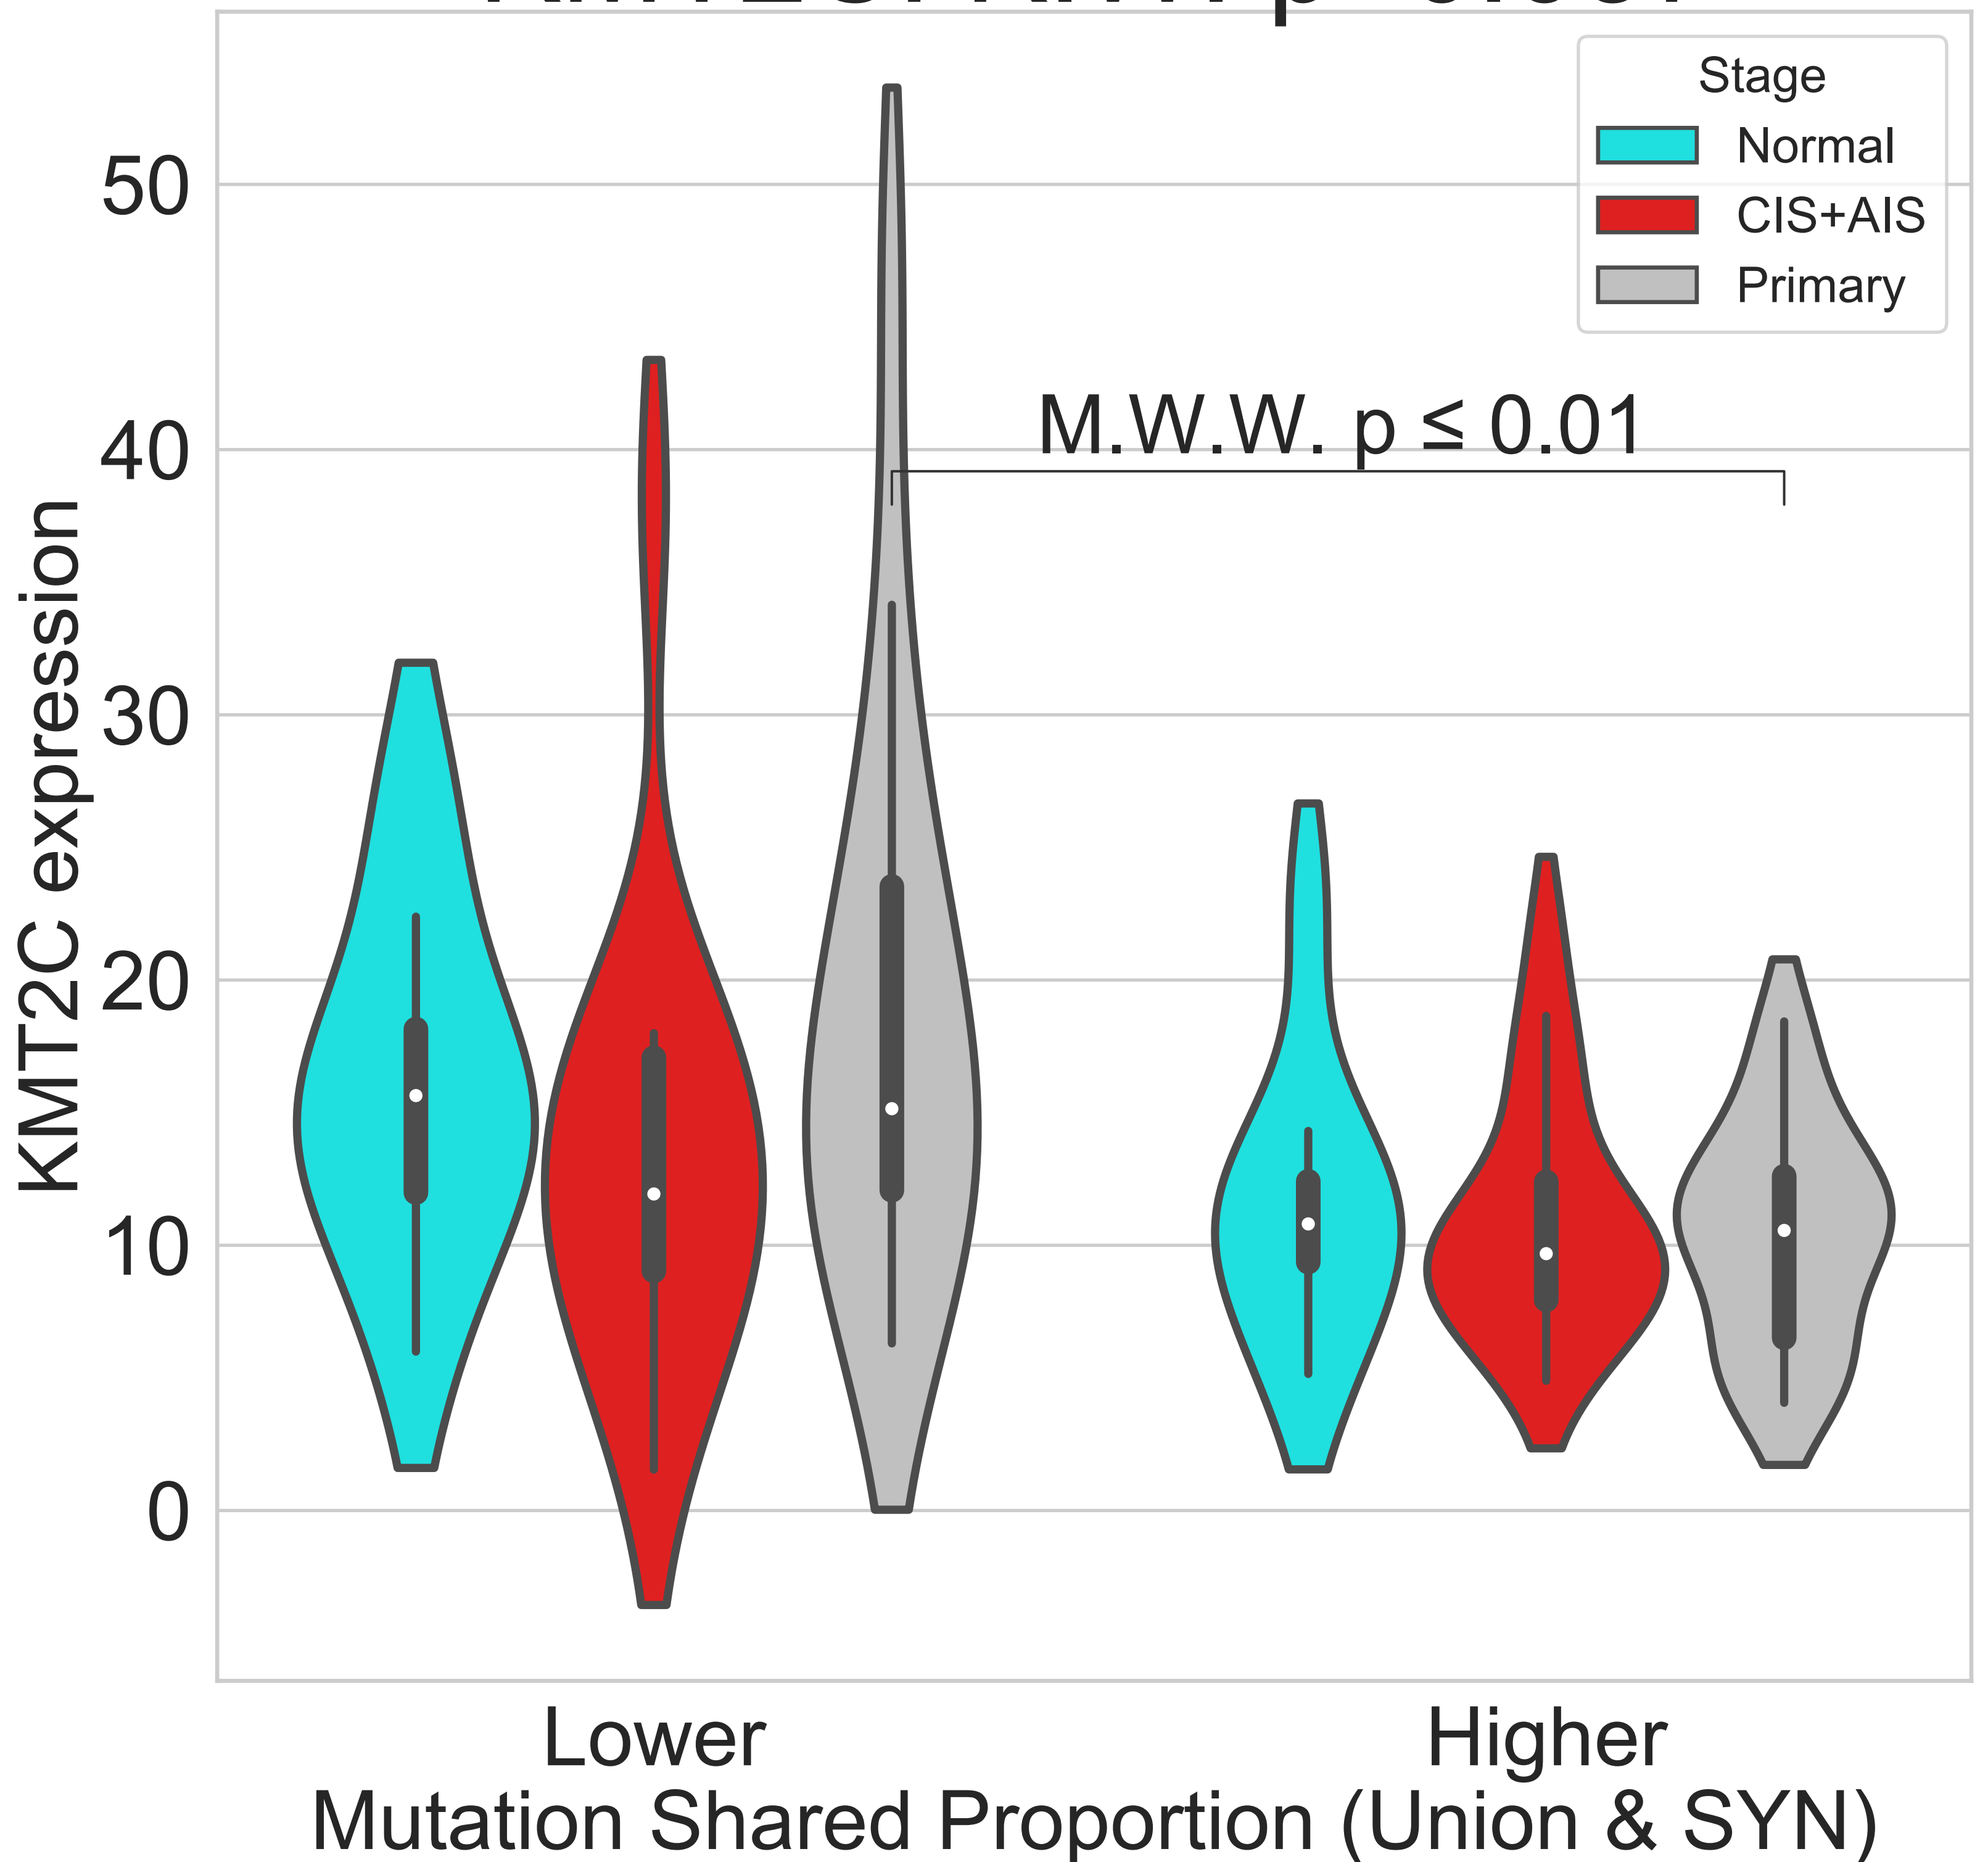 Stage
Normal
CIS+AIS
Primary
M.W.W. p ≤ 0.01
50
40
30
20
10
0
KMT2C expression
Lower
Higher
Mutation Shared Proportion (Union & SYN)